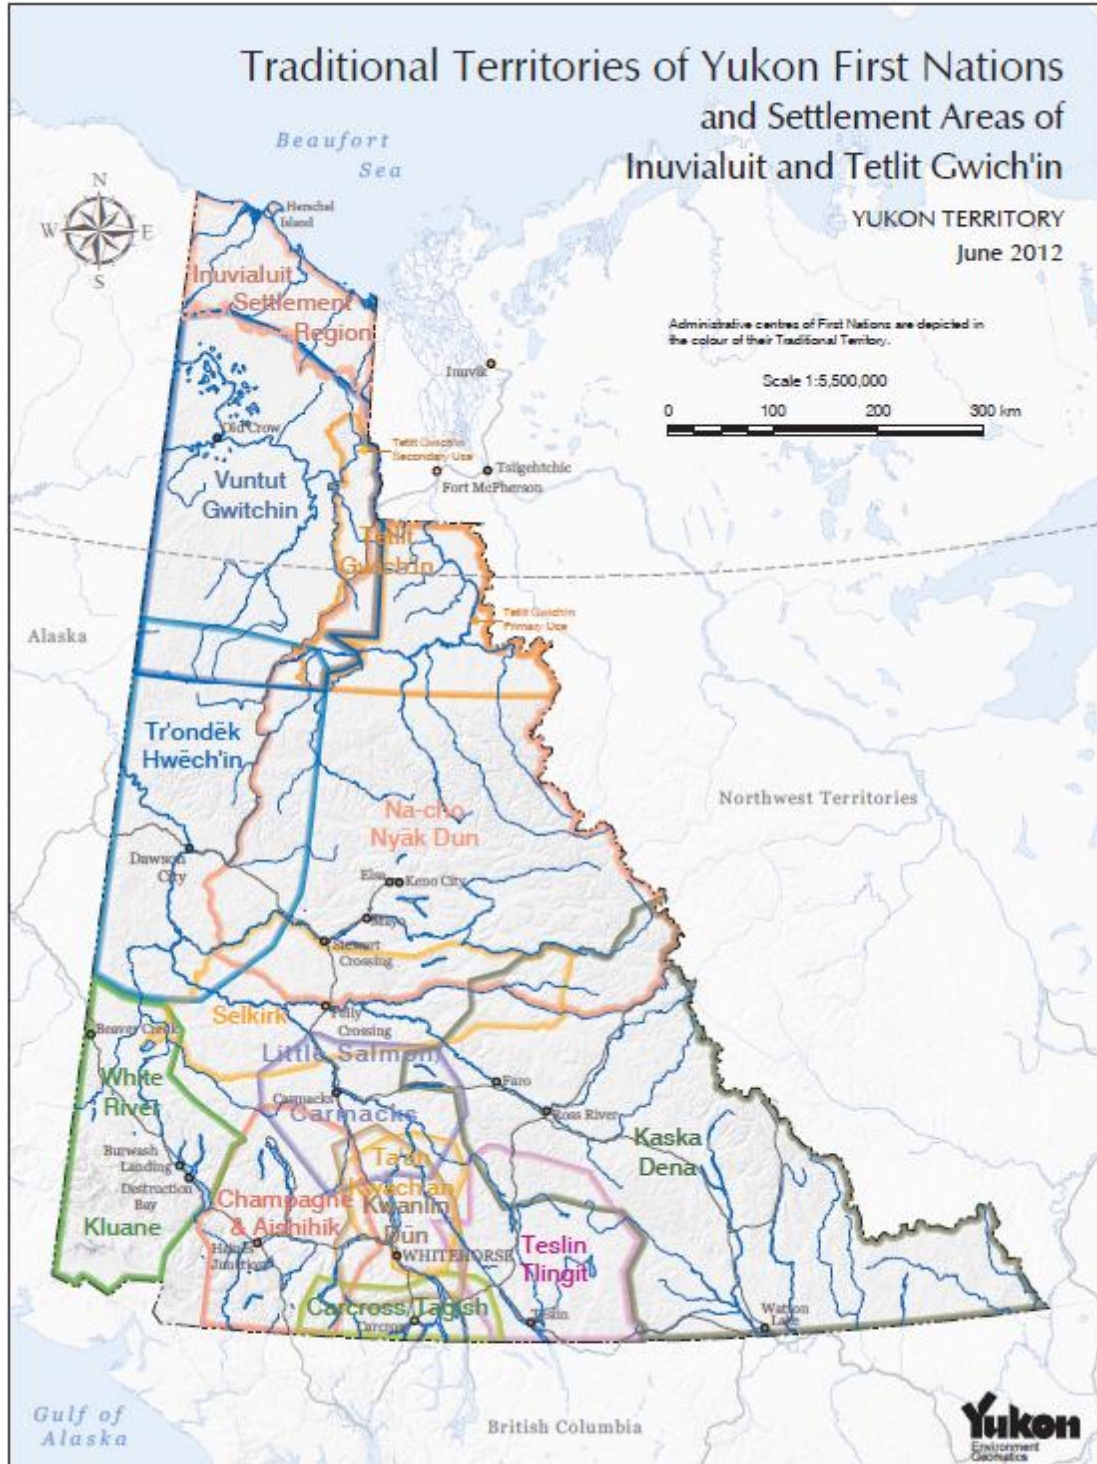 Traditional Territories of Yukon First Nations
and Settlement Areas of
Inuvialuit and Tetlit Gwich'in
YUKON TERRITORY
June 2012
Beaufort
Sea
N
W
E
S
Herschel
Island
Inuvialuit
Settlement
Region
Administrative centres of First Nations are depicted in
the colour of their Traditional Territory.
Scale 1:5,500,000
0 100 200 300 km
Inuvik
Old Crow
Tetlit Gwich'in
Secondary Use
Tsiigehtchic
Fort McPherson
Vuntut
Gwitchin
Tetlit
Gwich'in
Tetlit Gwich'in
Primary Use
Alaska
Tr'ondëk
Hwëch'in
Northwest Territories
Na-cho
Nyäk Dun
Dawson
City
Elsa
Keno City
Mayo
Stewart
Crossing
Selkirk
Pelly
Crossing
Beaver Creek
Little Salmon/
White
River
Faro
Carmacks
Carmacks
Ross River
Kaska
Dena
Burwash
Landing
Ta'an
Kwach'an
Destruction
Bay
Champagne
& Aishihik
Kwanlin
Dün
Kluane
Haines
Junction
WHITEHORSE
Teslin
Tlingit
Carcross/Tagish
Carcross
Teslin
Watson
Lake
Gulf of
Alaska
British Columbia
Yukon
Environment
Geomatics